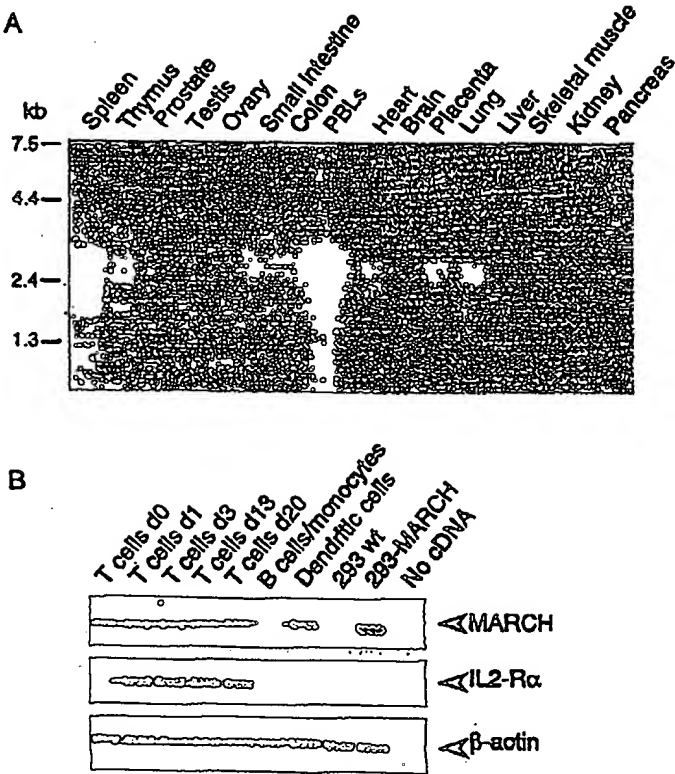 A
kb
Spleen
Thymus
Prostate
Testis
Ovary
Small Intestine
Colon
PBLs
Heart
Brain
Placenta
Lung
Liver
Skeletal muscle
Kidney
Pancreas
7.5
4.4
2.4
1.3
B
T cells d0
T cells d1
T cells d3
T cells d13
T cells d20
B cells/monocytes
Dendritic cells
293 wt
293-MARCH
No cDNA
MARCH
IL2-Rα
β-actin